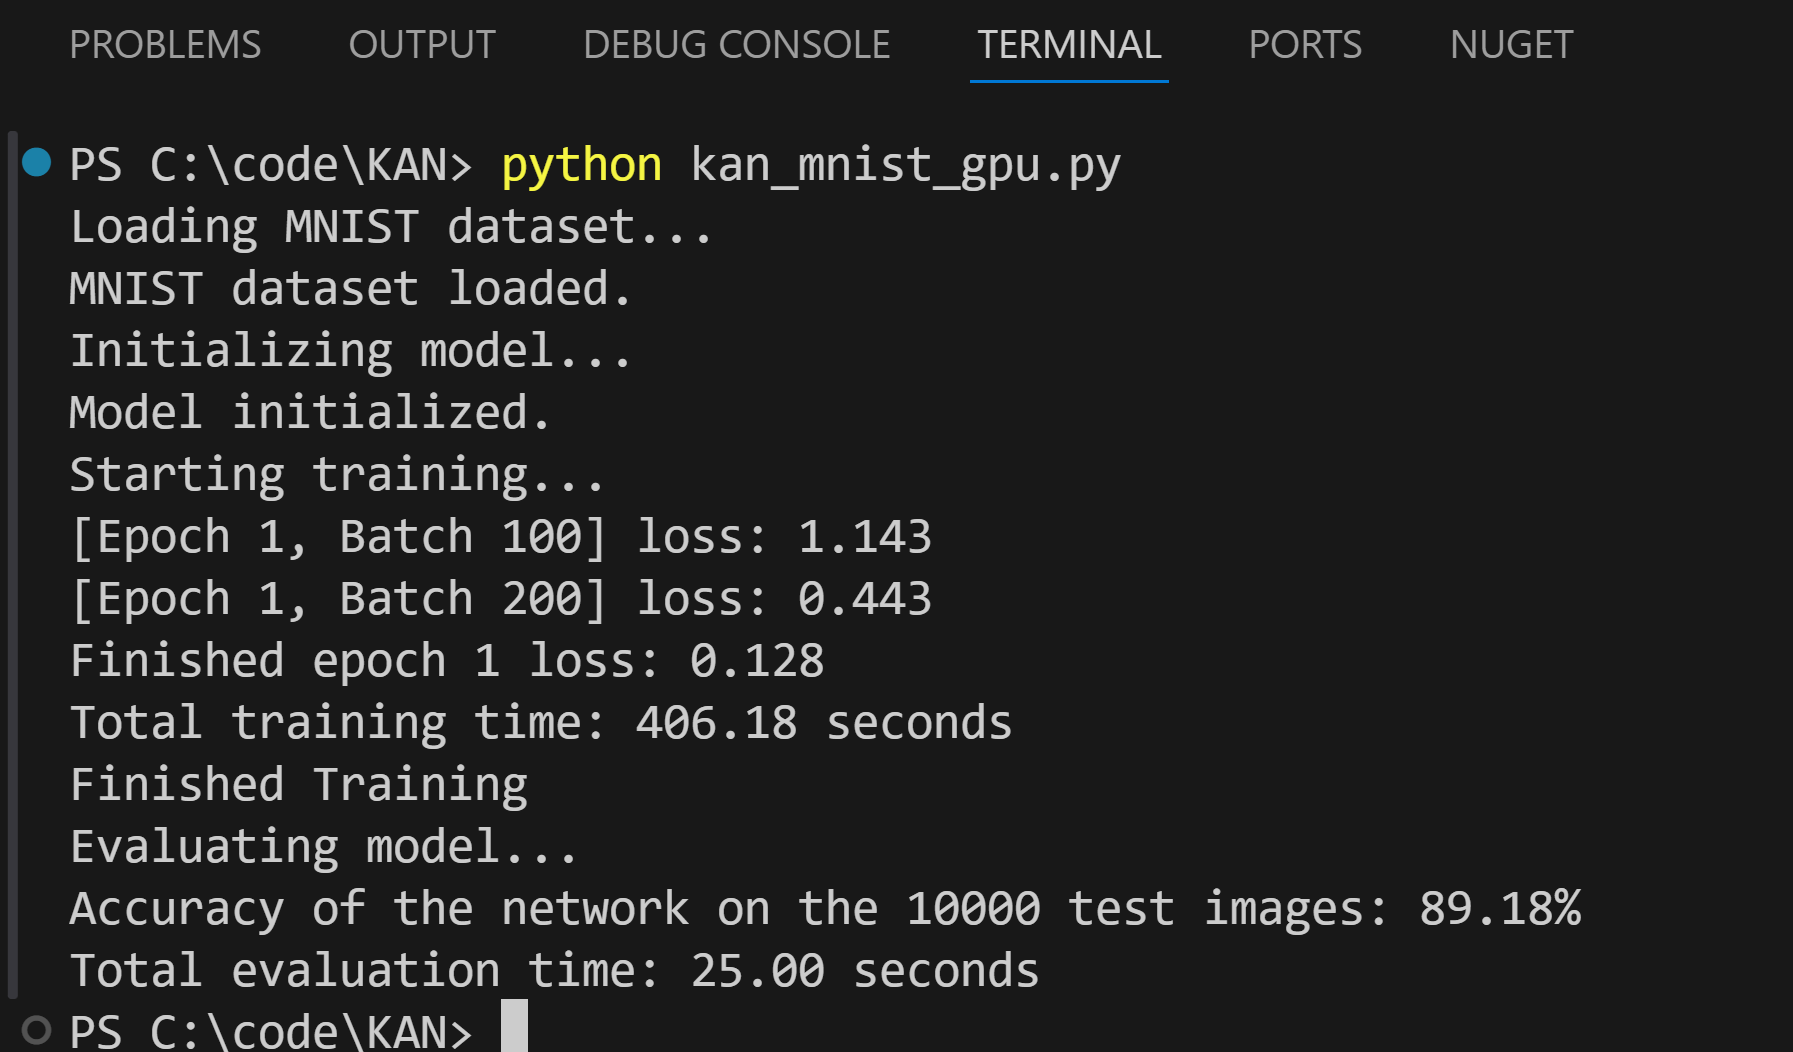 PROBLEMS OUTPUT DEBUG CONSOLE TERMINAL PORTS NUGET
PS C:\code\KAN> python kan_mnist_gpu.py
Loading MNIST dataset...
MNIST dataset loaded.
Initializing model...
Model initialized.
Starting training...
[Epoch 1, Batch 100] loss: 1.143
[Epoch 1, Batch 200] loss: 0.443
Finished epoch 1 loss: 0.128
Total training time: 406.18 seconds
Finished Training
Evaluating model...
Accuracy of the network on the 10000 test images: 89.18%
Total evaluation time: 25.00 seconds
PS C:\code\KAN>